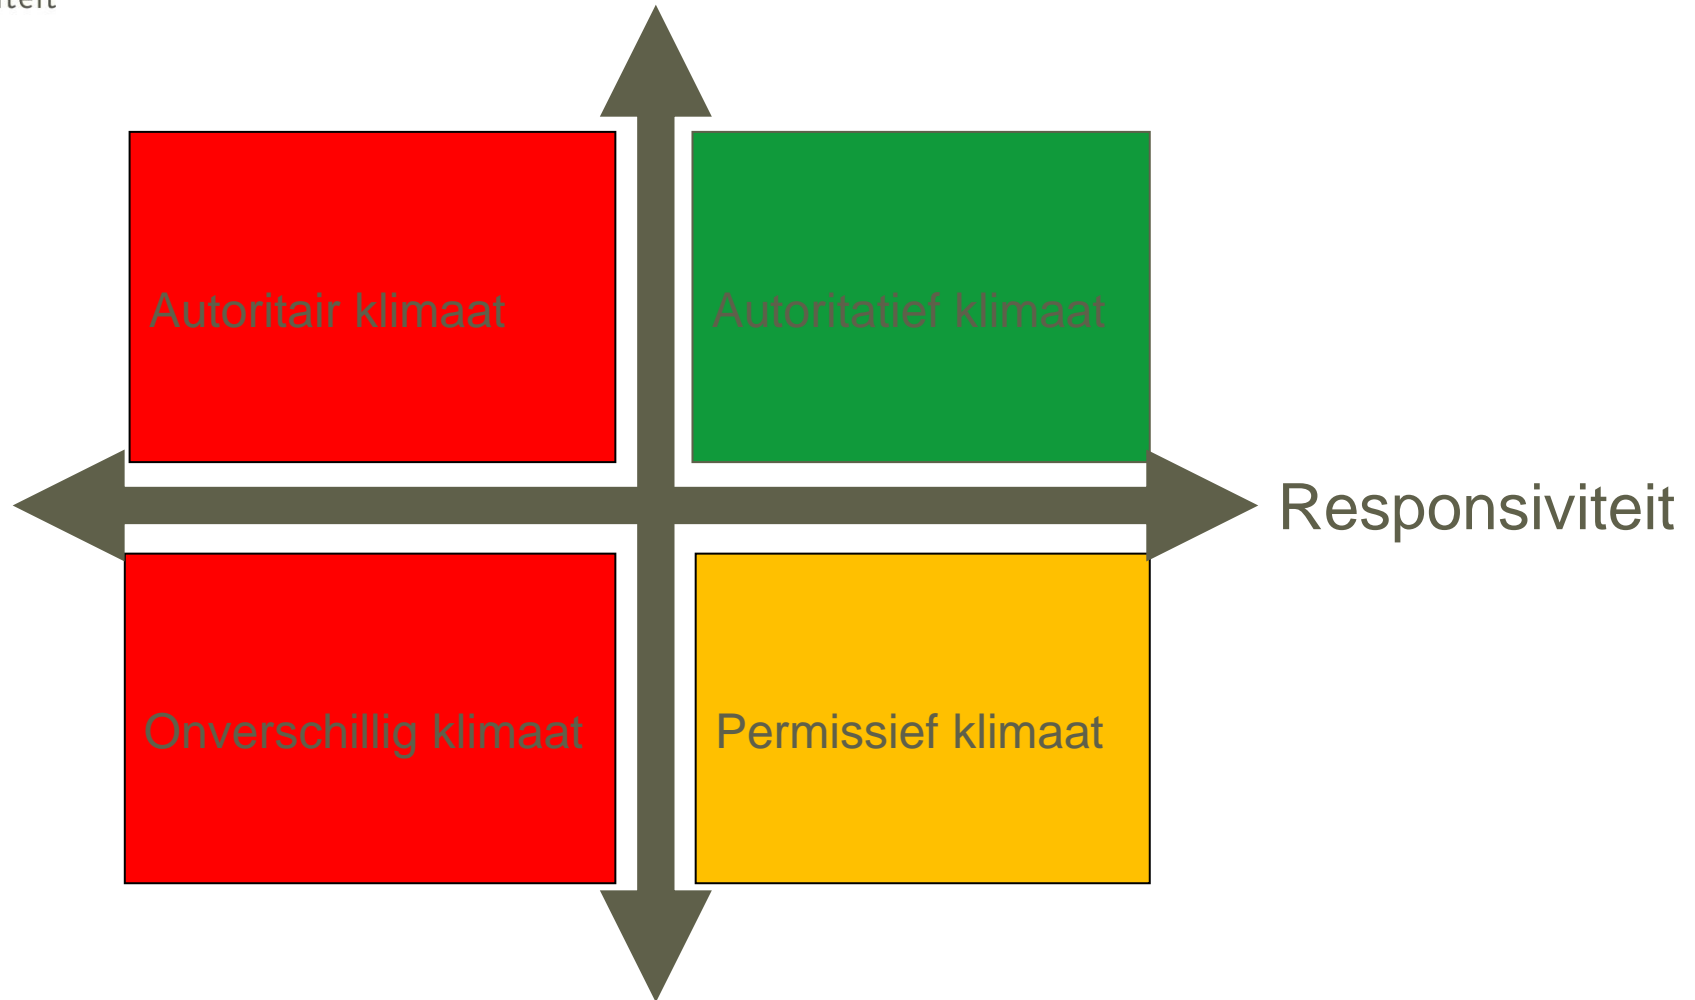 Autoritair klimaat
Autoritatief klimaat
Responsiviteit
Onverschillig klimaat
Permissief klimaat